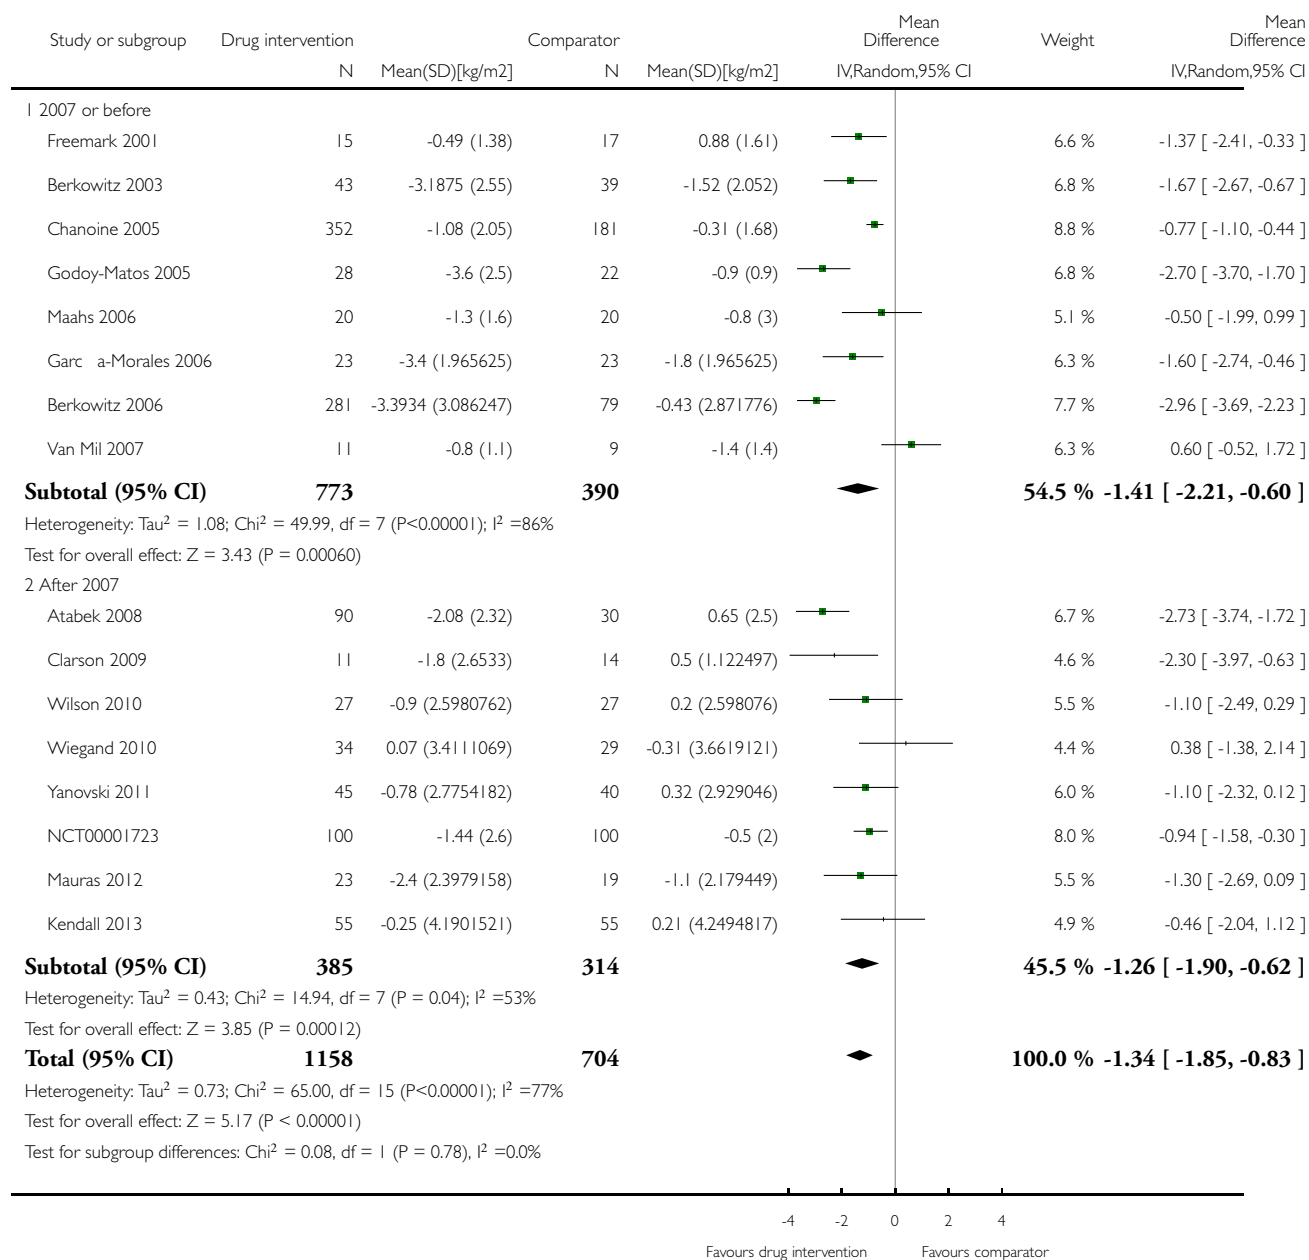 Study or subgroup Drug intervention Comparator Mean Difference Weight Mean Difference
N Mean(SD)[kg/m2] N Mean(SD)[kg/m2] IV,Random,95% CI IV,Random,95% CI
1 2007 or before
Freemark 2001 15 -0.49 (1.38) 17 0.88 (1.61) 6.6 % -1.37 [ -2.41, -0.33 ]
Berkowitz 2003 43 -3.1875 (2.55) 39 -1.52 (2.052) 6.8 % -1.67 [ -2.67, -0.67 ]
Chanoine 2005 352 -1.08 (2.05) 181 -0.31 (1.68) 8.8 % -0.77 [ -1.10, -0.44 ]
Godoy-Matos 2005 28 -3.6 (2.5) 22 -0.9 (0.9) 6.8 % -2.70 [ -3.70, -1.70 ]
Maahs 2006 20 -1.3 (1.6) 20 -0.8 (3) 5.1 % -0.50 [ -1.99, 0.99 ]
Garc a-Morales 2006 23 -3.4 (1.965625) 23 -1.8 (1.965625) 6.3 % -1.60 [ -2.74, -0.46 ]
Berkowitz 2006 281 -3.3934 (3.086247) 79 -0.43 (2.871776) 7.7 % -2.96 [ -3.69, -2.23 ]
Van Mil 2007 11 -0.8 (1.1) 9 -1.4 (1.4) 6.3 % 0.60 [ -0.52, 1.72 ]
Subtotal (95% CI) 773 390 54.5 % -1.41 [ -2.21, -0.60 ]
Heterogeneity: Tau² = 1.08; Chi² = 49.99, df = 7 (P<0.00001); I² =86%
Test for overall effect: Z = 3.43 (P = 0.00060)
2 After 2007
Atabek 2008 90 -2.08 (2.32) 30 0.65 (2.5) 6.7 % -2.73 [ -3.74, -1.72 ]
Clarson 2009 11 -1.8 (2.6533) 14 0.5 (1.122497) 4.6 % -2.30 [ -3.97, -0.63 ]
Wilson 2010 27 -0.9 (2.5980762) 27 0.2 (2.598076) 5.5 % -1.10 [ -2.49, 0.29 ]
Wiegand 2010 34 0.07 (3.4111069) 29 -0.31 (3.6619121) 4.4 % 0.38 [ -1.38, 2.14 ]
Yanovski 2011 45 -0.78 (2.7754182) 40 0.32 (2.929046) 6.0 % -1.10 [ -2.32, 0.12 ]
NCT00001723 100 -1.44 (2.6) 100 -0.5 (2) 8.0 % -0.94 [ -1.58, -0.30 ]
Mauras 2012 23 -2.4 (2.3979158) 19 -1.1 (2.179449) 5.5 % -1.30 [ -2.69, 0.09 ]
Kendall 2013 55 -0.25 (4.1901521) 55 0.21 (4.2494817) 4.9 % -0.46 [ -2.04, 1.12 ]
Subtotal (95% CI) 385 314 45.5 % -1.26 [ -1.90, -0.62 ]
Heterogeneity: Tau² = 0.43; Chi² = 14.94, df = 7 (P = 0.04); I² =53%
Test for overall effect: Z = 3.85 (P = 0.00012)
Total (95% CI) 1158 704 100.0 % -1.34 [ -1.85, -0.83 ]
Heterogeneity: Tau² = 0.73; Chi² = 65.00, df = 15 (P<0.00001); I² =77%
Test for overall effect: Z = 5.17 (P < 0.00001)
Test for subgroup differences: Chi² = 0.08, df = 1 (P = 0.78), I² =0.0%
-4 -2 0 2 4
Favours drug intervention Favours comparator